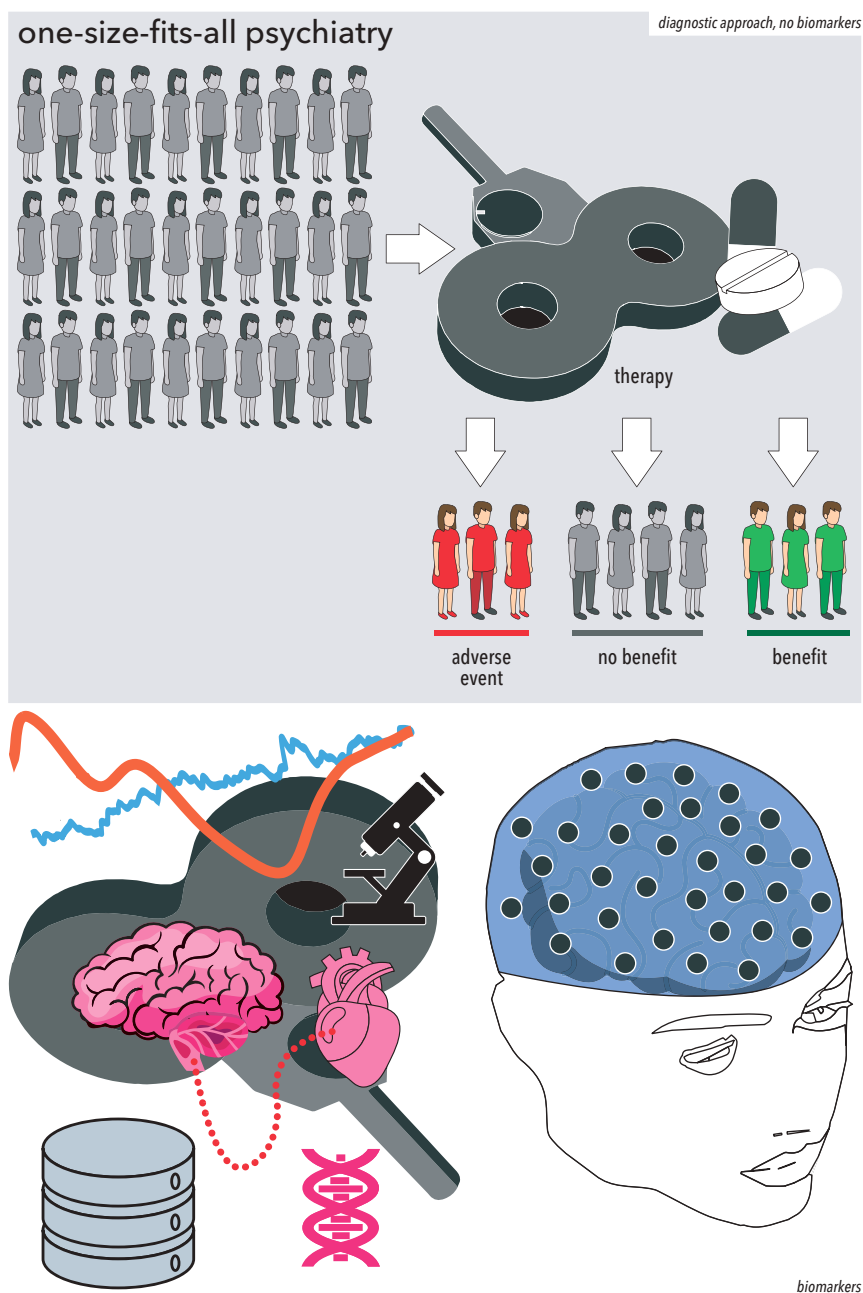 one-size-fits-all psychiatry
diagnostic approach, no biomarkers
therapy
adverse
event
no benefit
benefit
biomarkers